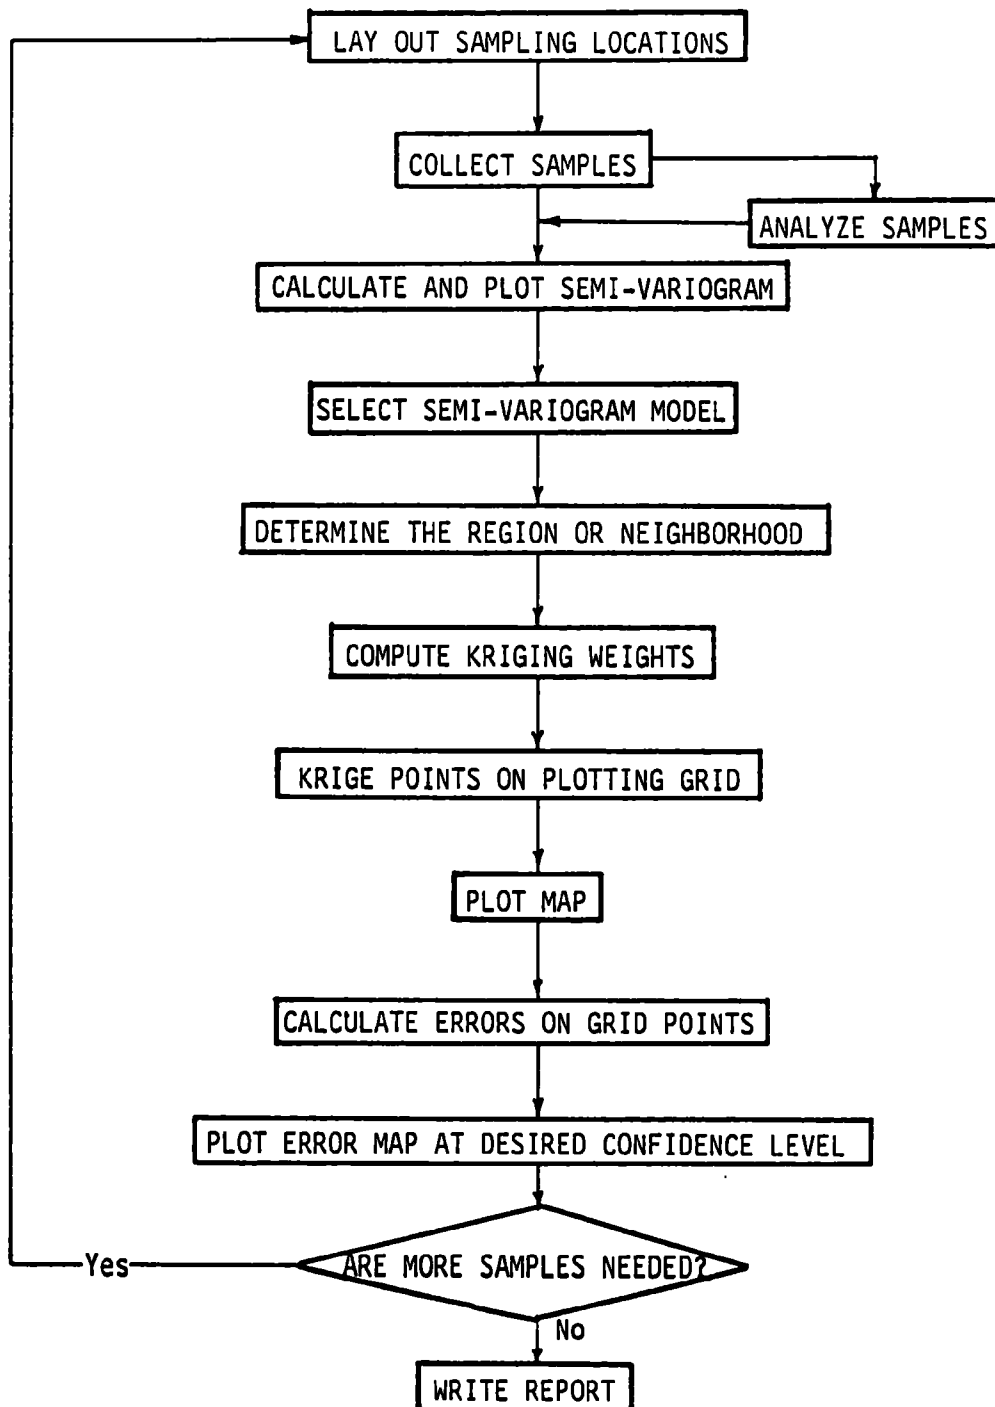 LAY OUT SAMPLING LOCATIONS
COLLECT SAMPLES
ANALYZE SAMPLES
CALCULATE AND PLOT SEMI-VARIOGRAM
SELECT SEMI-VARIOGRAM MODEL
DETERMINE THE REGION OR NEIGHBORHOOD
COMPUTE KRIGING WEIGHTS
KRIGE POINTS ON PLOTTING GRID
PLOT MAP
CALCULATE ERRORS ON GRID POINTS
PLOT ERROR MAP AT DESIRED CONFIDENCE LEVEL
Yes
ARE MORE SAMPLES NEEDED?
No
WRITE REPORT